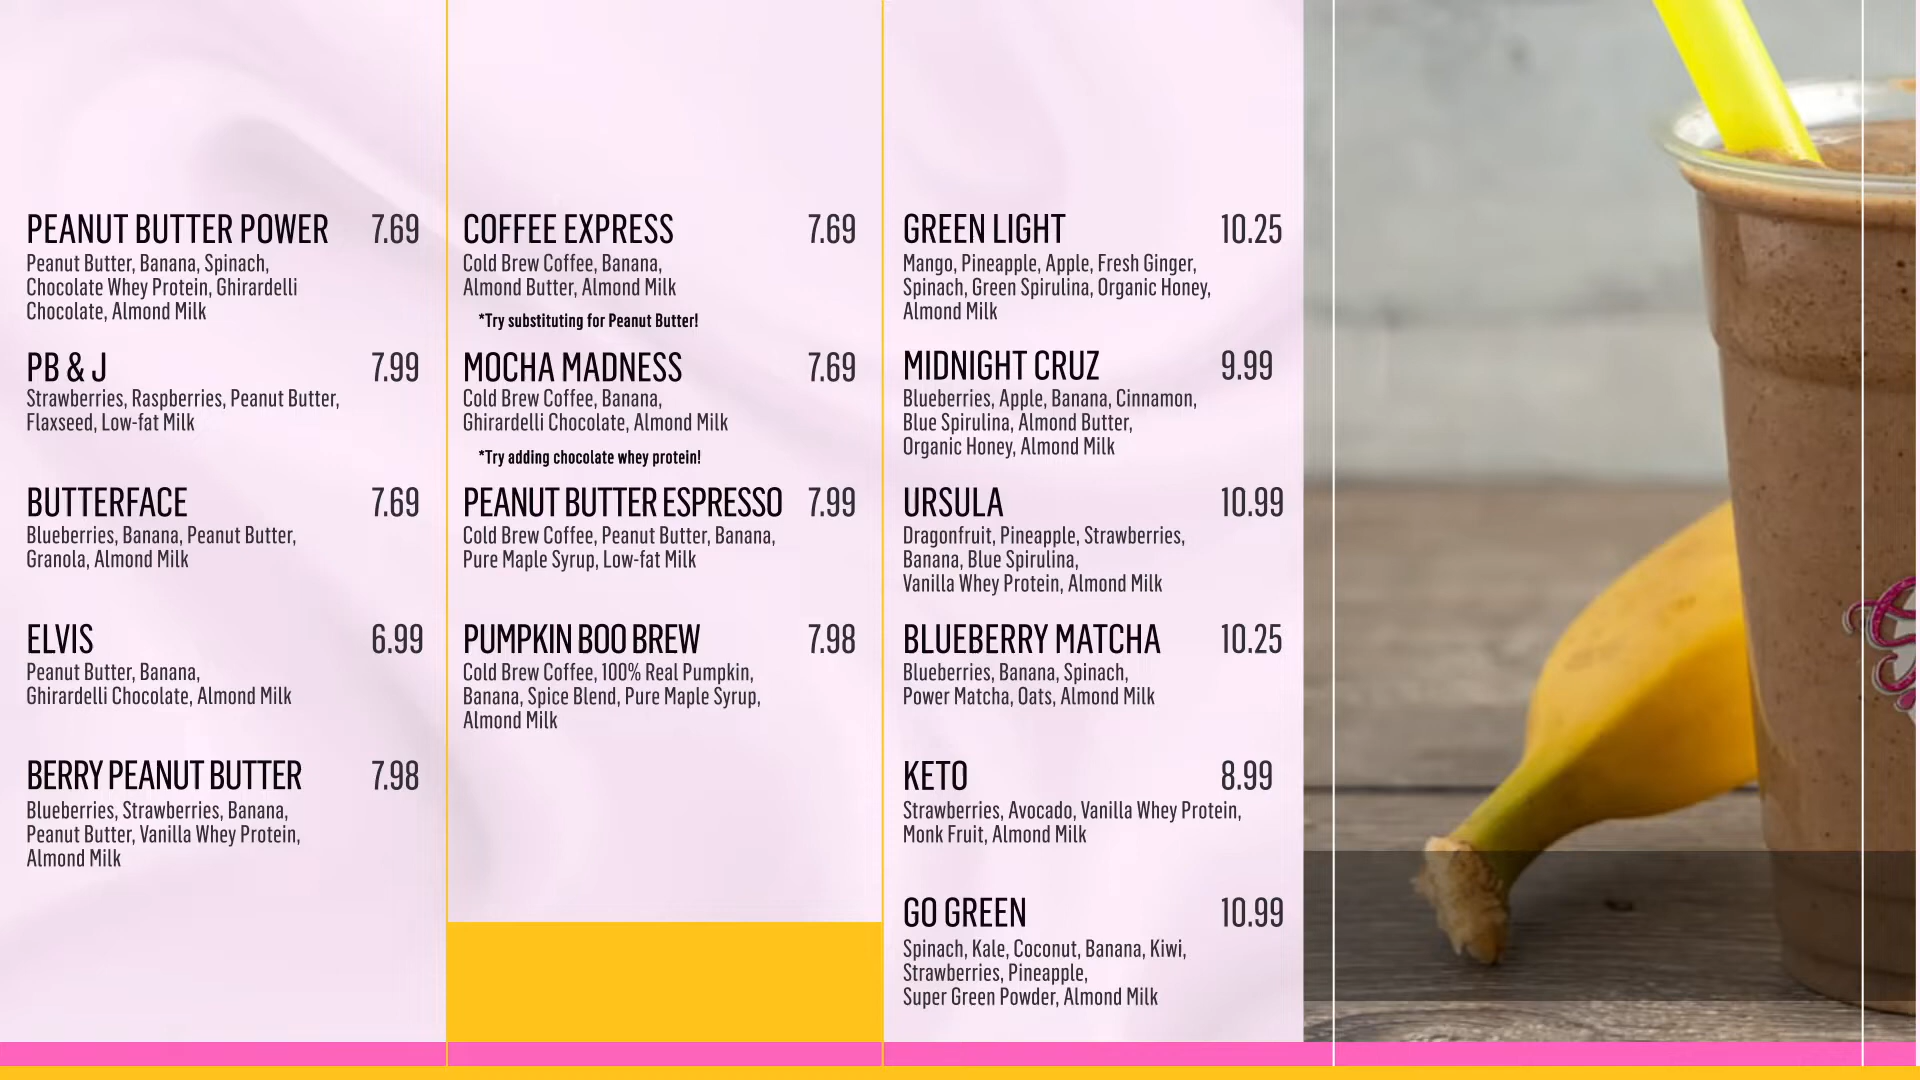 PEANUT BUTTER POWER 7.69
Peanut Butter, Banana, Spinach,
Chocolate Whey Protein, Ghirardelli
Chocolate, Almond Milk
PB & J 7.99
Strawberries, Raspberries, Peanut Butter,
Flaxseed, Low-fat Milk
BUTTERFACE 7.69
Blueberries, Banana, Peanut Butter,
Granola, Almond Milk
ELVIS 6.99
Peanut Butter, Banana,
Ghirardelli Chocolate, Almond Milk
BERRY PEANUT BUTTER 7.98
Blueberries, Strawberries, Banana,
Peanut Butter, Vanilla Whey Protein,
Almond Milk
COFFEE EXPRESS 7.69
Cold Brew Coffee, Banana,
Almond Butter, Almond Milk
*Try substituting for Peanut Butter!
MOCHA MADNESS 7.69
Cold Brew Coffee, Banana,
Ghirardelli Chocolate, Almond Milk
*Try adding chocolate whey protein!
PEANUT BUTTER ESPRESSO 7.99
Cold Brew Coffee, Peanut Butter, Banana,
Pure Maple Syrup, Low-fat Milk
PUMPKIN BOO BREW 7.98
Cold Brew Coffee, 100% Real Pumpkin,
Banana, Spice Blend, Pure Maple Syrup,
Almond Milk
GREEN LIGHT 10.25
Mango, Pineapple, Apple, Fresh Ginger,
Spinach, Green Spirulina, Organic Honey,
Almond Milk
MIDNIGHT CRUZ 9.99
Blueberries, Apple, Banana, Cinnamon,
Blue Spirulina, Almond Butter,
Organic Honey, Almond Milk
URSULA 10.99
Dragonfruit, Pineapple, Strawberries,
Banana, Blue Spirulina,
Vanilla Whey Protein, Almond Milk
BLUEBERRY MATCHA 10.25
Blueberries, Banana, Spinach,
Power Matcha, Oats, Almond Milk
KETO 8.99
Strawberries, Avocado, Vanilla Whey Protein,
Monk Fruit, Almond Milk
GO GREEN 10.99
Spinach, Kale, Coconut, Banana, Kiwi,
Strawberries, Pineapple,
Super Green Powder, Almond Milk